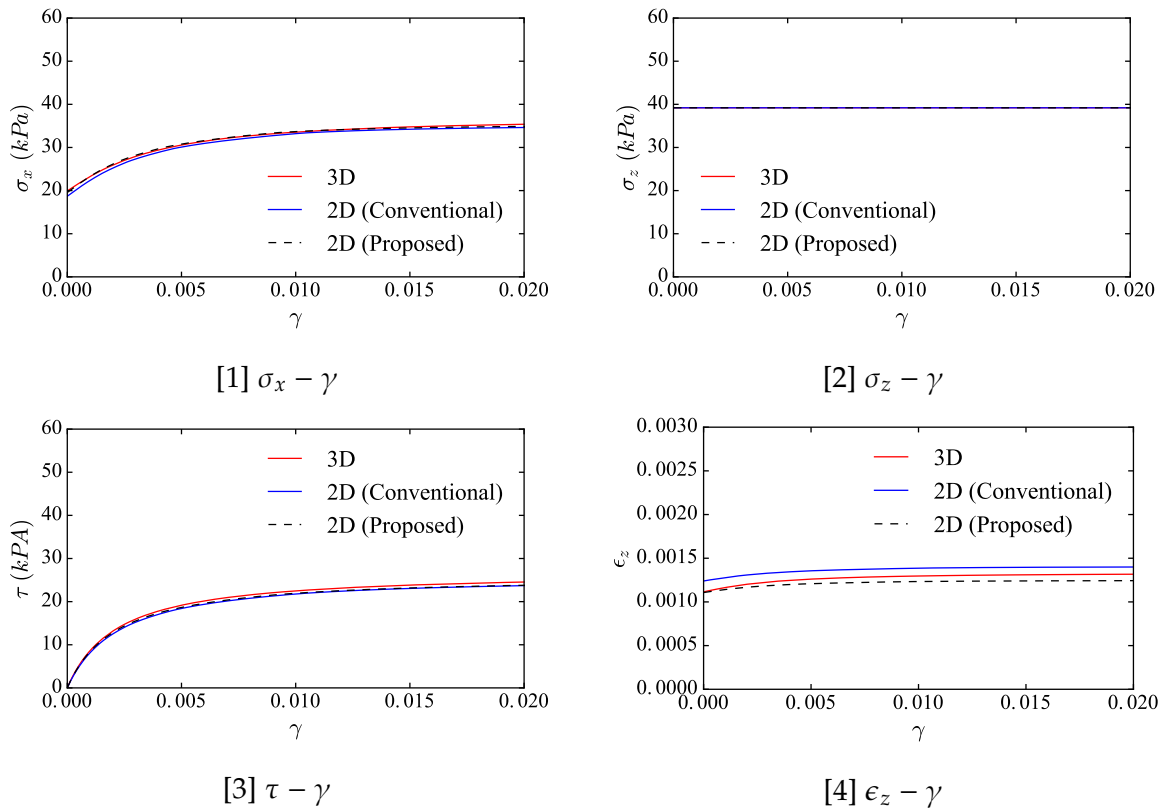 60
50
40
30
20
10
0
σ_x (kPa)
3D
2D (Conventional)
2D (Proposed)
0.000 0.005 0.010 0.015 0.020
γ
[1] σ_x − γ
60
50
40
30
20
10
0
σ_z (kPa)
3D
2D (Conventional)
2D (Proposed)
0.000 0.005 0.010 0.015 0.020
γ
[2] σ_z − γ
60
50
40
30
20
10
0
τ (kPA)
3D
2D (Conventional)
2D (Proposed)
0.000 0.005 0.010 0.015 0.020
γ
[3] τ − γ
0.0030
0.0025
0.0020
0.0015
0.0010
0.0005
0.0000
ϵ_z
3D
2D (Conventional)
2D (Proposed)
0.000 0.005 0.010 0.015 0.020
γ
[4] ϵ_z − γ